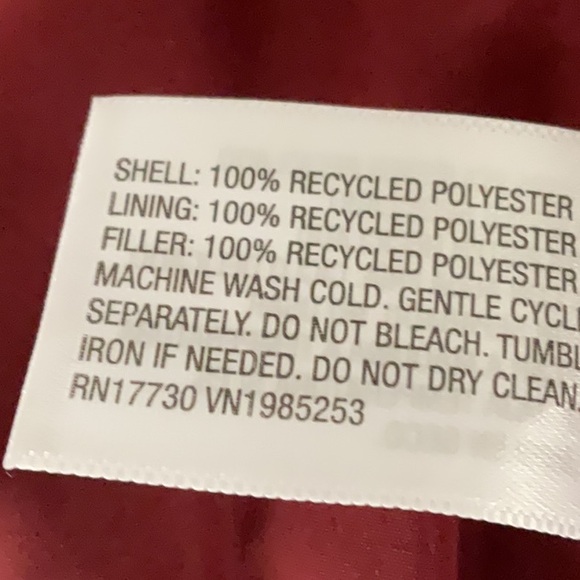 SHELL: 100% RECYCLED POLYESTER
LINING: 100% RECYCLED POLYESTER
FILLER: 100% RECYCLED POLYESTER
MACHINE WASH COLD. GENTLE
SEPARATELY. DO NOT BLEACH.
IRON IF NEEDED. DO NOT DRY CLEAN.
RN17730 VN1985253